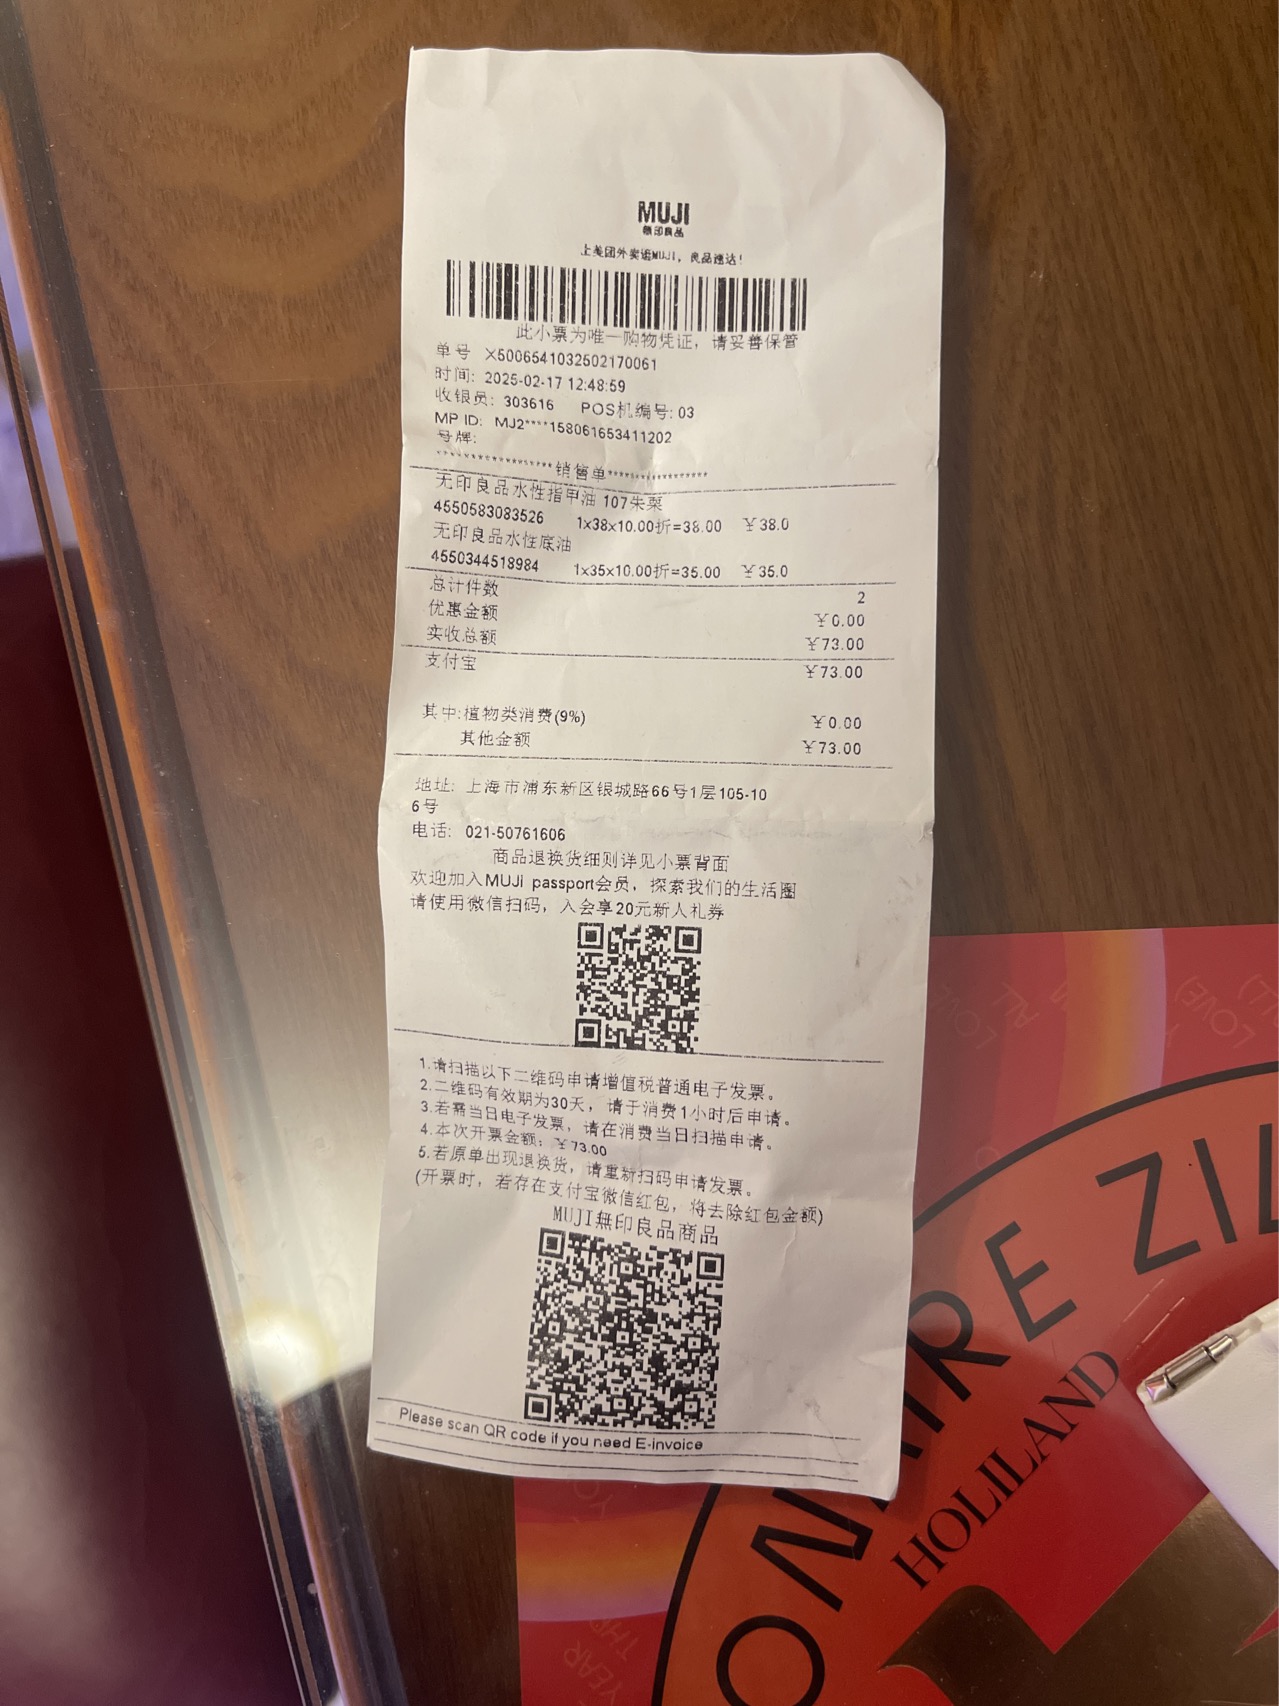 MUJI
無印良品
上美团外卖逛MUJI，良品速达！
此小票为唯一购物凭证，请妥善保管
单号 X5006541032502170061
时间: 2025-02-17 12:48:59
收银员: 303616 POS机编号: 03
MP ID: MJ2****158061653411202
号牌:
*******************销售单******************
无印良品水性指甲油 107朱栗
4550583083526 1x38x10.00折=38.00 ￥38.0
无印良品水性底油
4550344518984 1x35x10.00折=35.00 ￥35.0
总计件数 2
优惠金额 ￥0.00
实收总额 ￥73.00
支付宝 ￥73.00
其中:植物类消费(9%) ￥0.00
其他金额 ￥73.00
地址: 上海市浦东新区银城路66号1层105-10
6号
电话: 021-50761606
商品退换货细则详见小票背面
欢迎加入MUJi passport会员，探索我们的生活圈
请使用微信扫码，入会享20元新人礼券
1.请扫描以下二维码申请增值税普通电子发票。
2.二维码有效期为30天，请于消费1小时后申请。
3.若需当日电子发票，请在消费当日扫描申请。
4.本次开票金额: ￥73.00
5.若原单出现退换货，请重新扫码申请发票。
(开票时，若存在支付宝微信红包，将去除红包金额)
MUJI無印良品商品
Please scan QR code if you need E-invoice
HOLILAND
LOVE
YEAR